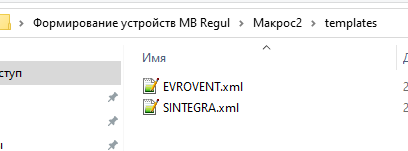 Формирование устройств MB Regul > Макрос2 > templates
Имя
ступ
EVROVENT.xml
SINTEGRA.xml